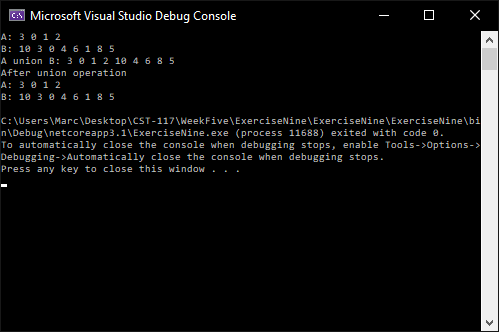 Microsoft Visual Studio Debug Console
A: 3 0 1 2
B: 10 3 0 4 6 1 8 5
A union B: 3 0 1 2 10 4 6 8 5
After union operation
A: 3 0 1 2
B: 10 3 0 4 6 1 8 5
C:\Users\Marc\Desktop\CST-117\WeekFive\ExerciseNine\ExerciseNine\ExerciseNine\bi
n\Debug\netcoreapp3.1\ExerciseNine.exe (process 11688) exited with code 0.
To automatically close the console when debugging stops, enable Tools->Options->
Debugging->Automatically close the console when debugging stops.
Press any key to close this window . . .